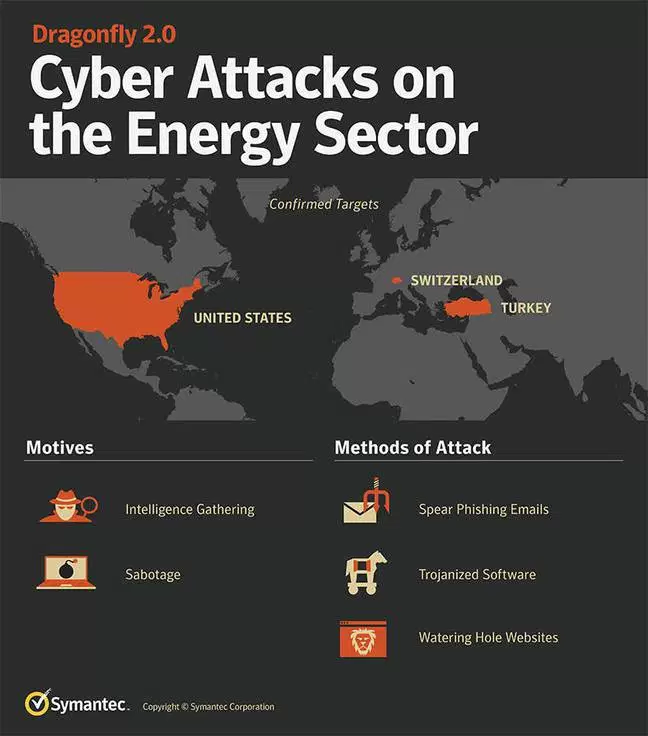 Dragonfly 2.0
Cyber Attacks on
the Energy Sector
Confirmed Targets
SWITZERLAND
TURKEY
UNITED STATES
Motives
Intelligence Gathering
Sabotage
Methods of Attack
Spear Phishing Emails
Trojanized Software
Watering Hole Websites
Symantec™
Copyright © Symantec Corporation